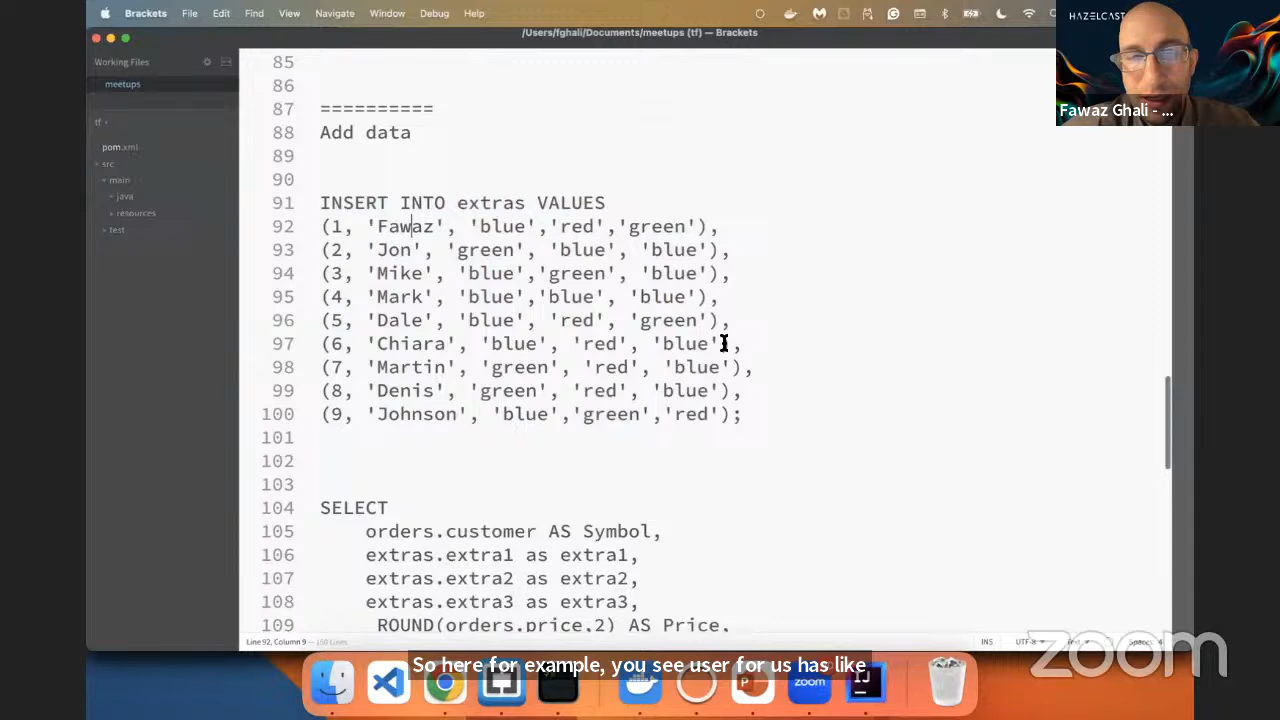 Brackets File Edit Find View Navigate Window Debug Help
/Users/fghali/Documents/meetups (tf) — Brackets
HAZELCAST
Fawaz Ghali - ...
Working Files
meetups
tf
pom.xml
src
main
java
resources
test
85
86
87 ==========
88 Add data
89
90
91 INSERT INTO extras VALUES
92 (1, 'Fawaz', 'blue','red','green'),
93 (2, 'Jon', 'green', 'blue', 'blue'),
94 (3, 'Mike', 'blue','green', 'blue'),
95 (4, 'Mark', 'blue','blue', 'blue'),
96 (5, 'Dale', 'blue', 'red', 'green'),
97 (6, 'Chiara', 'blue', 'red', 'blue'),
98 (7, 'Martin', 'green', 'red', 'blue'),
99 (8, 'Denis', 'green', 'red', 'blue'),
100 (9, 'Johnson', 'blue','green','red');
101
102
103
104 SELECT
105 orders.customer AS Symbol,
106 extras.extra1 as extra1,
107 extras.extra2 as extra2,
108 extras.extra3 as extra3,
109 ROUND(orders.price,2) AS Price,
Line 92, Column 9 — 198 Lines
INS UTF-8 Text Spaces: 4
So here for example, you see user for us has like
zoom
zoom